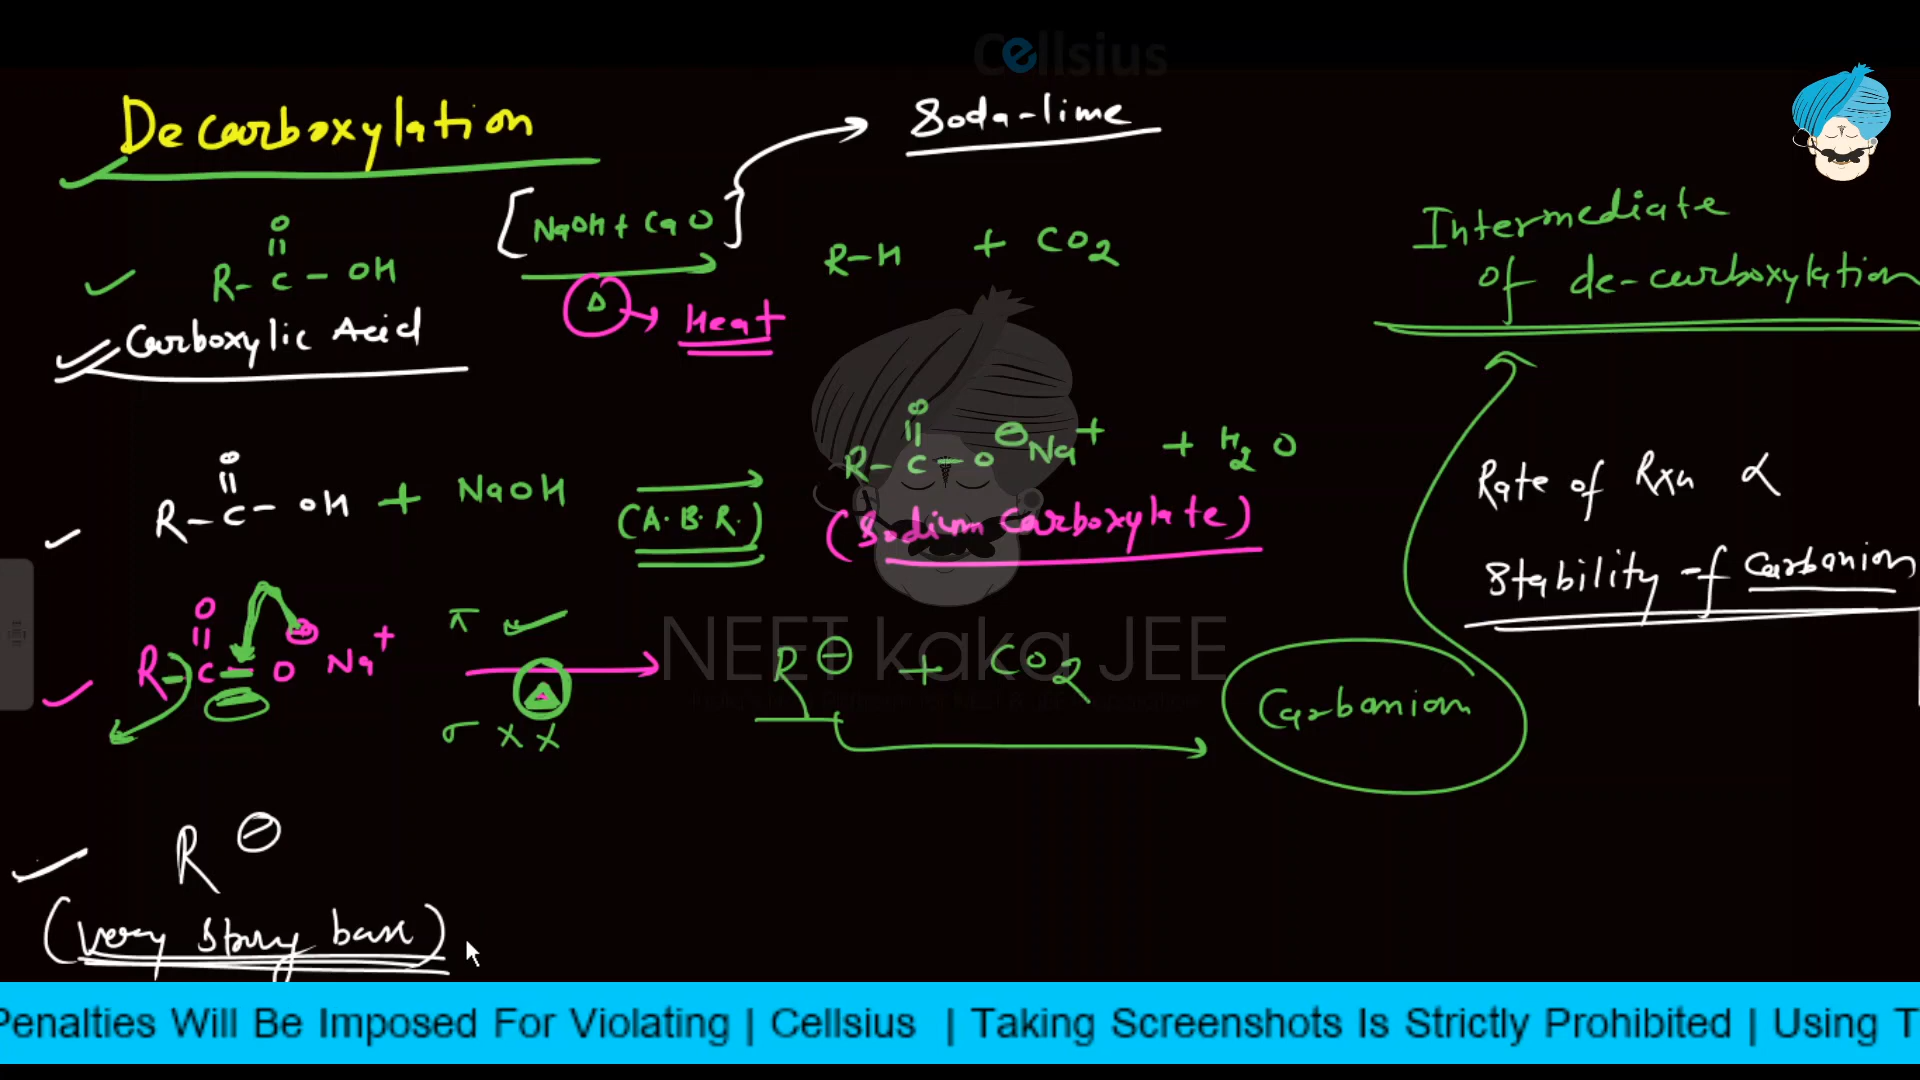 Cellsius
Decarboxylation
Soda-lime
[NaOH + CaO]
O
R-C-OH
Δ → Heat
R-H + CO2
Carboxylic Acid
Intermediate
of de-carboxylation
O
R-C-OH + NaOH
(A.B.R.)
O
R-C-O⊖Na+ + H2O
(Sodium carboxylate)
Rate of Rxn ∝
Stability of Carbanion
O ⊖
R-C=O Na+
π ✓
Δ
σ X X
R⊖ + CO2
Carbanion
NEET kaka JEE
R⊖
(very strong base)
Penalties Will Be Imposed For Violating | Cellsius | Taking Screenshots Is Strictly Prohibited | Using T